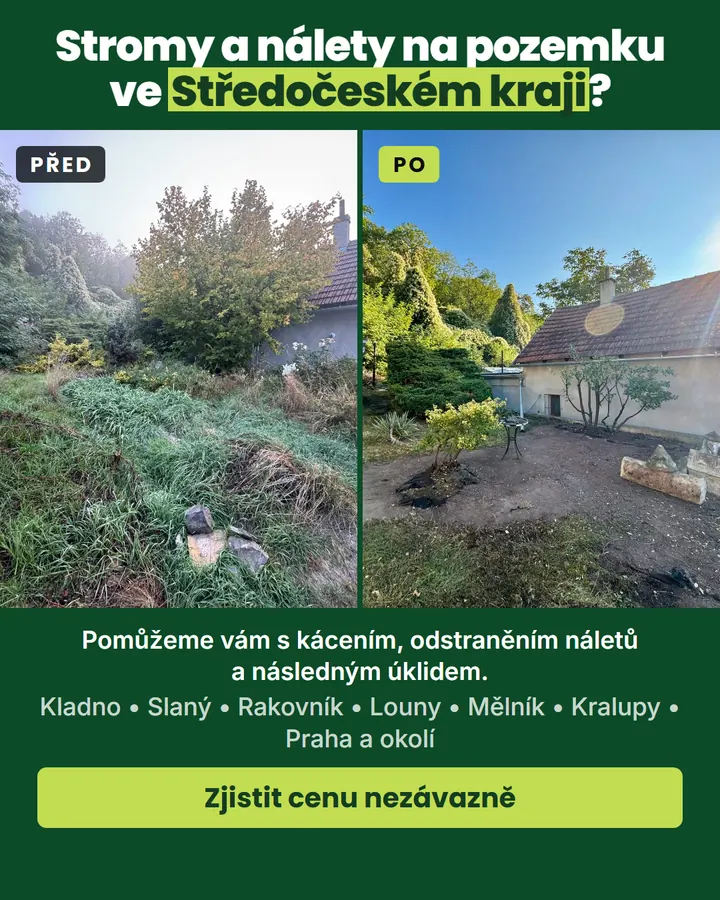 Stromy a nálety na pozemku
ve Středočeském kraji?
PŘED
PO
Pomůžeme vám s kácením, odstraněním náletů
a následným úklidem.
Kladno • Slaný • Rakovník • Louny • Mělník • Kralupy •
Praha a okolí
Zjistit cenu nezávazně